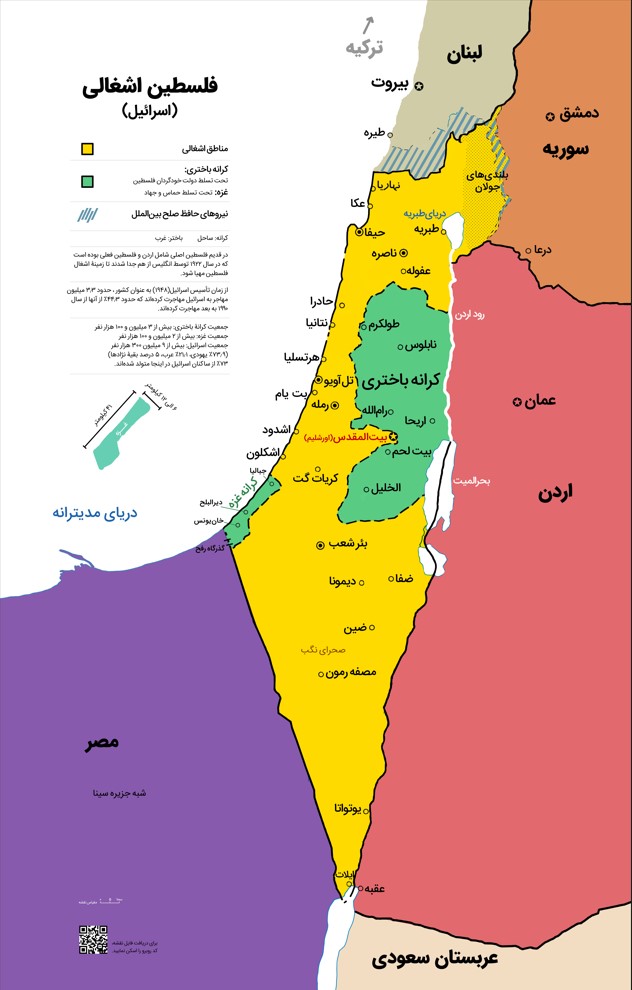 ترکیه
لبنان
بیروت
فلسطین اشغالی
(اسرائیل)
دمشق
سوریه
طیره
مناطق اشغالی
کرانه باختری:
تحت تسلط دولت خودگردان فلسطین
غزه: تحت تسلط حماس و جهاد
نیروهای حافظ صلح بین‌الملل
کرانه: ساحل باختر: غرب
در قدیم فلسطین اصلی شامل اردن و فلسطین فعلی بوده است
که در سال ۱۹۲۲ توسط انگلیس از هم جدا شدند تا زمینهٔ اشغال
فلسطین مهیا شود.
از زمان تأسیس اسرائیل (۱۹۴۸) به عنوان کشور، حدود ۳،۳ میلیون
مهاجر به اسرائیل مهاجرت کرده‌اند که حدود ۴۴،۳٪ از آنها از سال
۱۹۹۰ به بعد مهاجرت کرده‌اند.
جمعیت کرانهٔ باختری: بیش از ۳ میلیون و ۱۰۰ هزار نفر
جمعیت غزه: بیش از ۲ میلیون و ۱۰۰ هزار نفر
جمعیت اسرائیل: بیش از ۹ میلیون ۳۰۰ هزار نفر
(۷۳،۹٪ یهودی، ۲۱،۱٪ عرب، ۵ درصد بقیهٔ نژادها)
۷۳٪ از ساکنان اسرائیل در اینجا متولد شده‌اند.
بلندی‌های
جولان
نهاریا
عکا
دریای طبریه
طبریه
حیفا
ناصره
درعا
عفوله
حادرا
رود اردن
نتانیا
طولکرم
نابلوس
هرتسلیا
کرانه باختری
تل‌آویو
بت یام
رمله
رام‌الله
عمان
اریحا
۶ الی ۱۲ کیلومتر
۴۱ کیلومتر
غزه
اشدود
بیت‌المقدس (اورشلیم)
اشکلون
بیت لحم
جبالیا
کریات گت
بحرالمیت
الخلیل
اردن
کرانه غزه
دیرالبلح
خان‌یونس
دریای مدیترانه
گذرگاه رفح
بئر شعب
دیمونا
ضفا
ضین
صحرای نگب
مصفه رمون
مصر
شبه جزیره سینا
یوتواتا
ایلات
عقبه
برای دریافت فایل نقشه،
عربستان سعودی